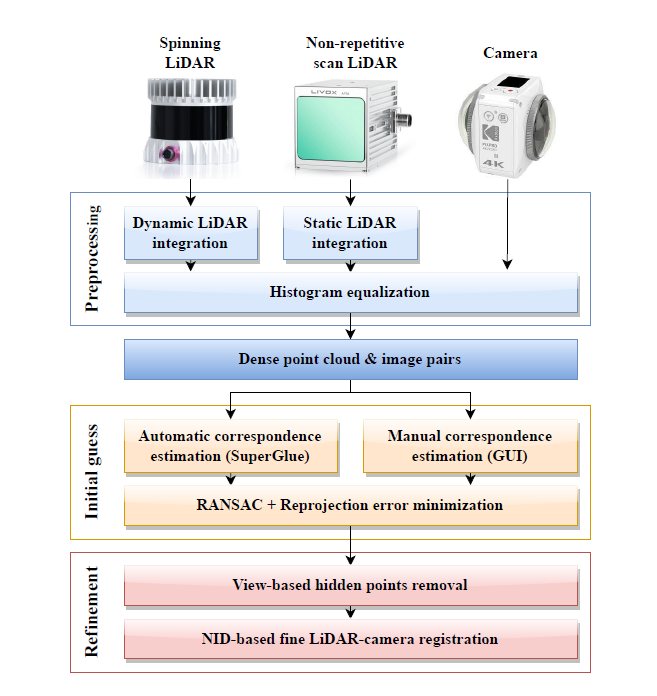 Spinning
LiDAR
Non-repetitive
scan LiDAR
Camera
LIVOX
KODAK
PIXPRO
4K
Preprocessing
Dynamic LiDAR
integration
Static LiDAR
integration
Histogram equalization
Dense point cloud & image pairs
Initial guess
Automatic correspondence
estimation (SuperGlue)
Manual correspondence
estimation (GUI)
RANSAC + Reprojection error minimization
Refinement
View-based hidden points removal
NID-based fine LiDAR-camera registration